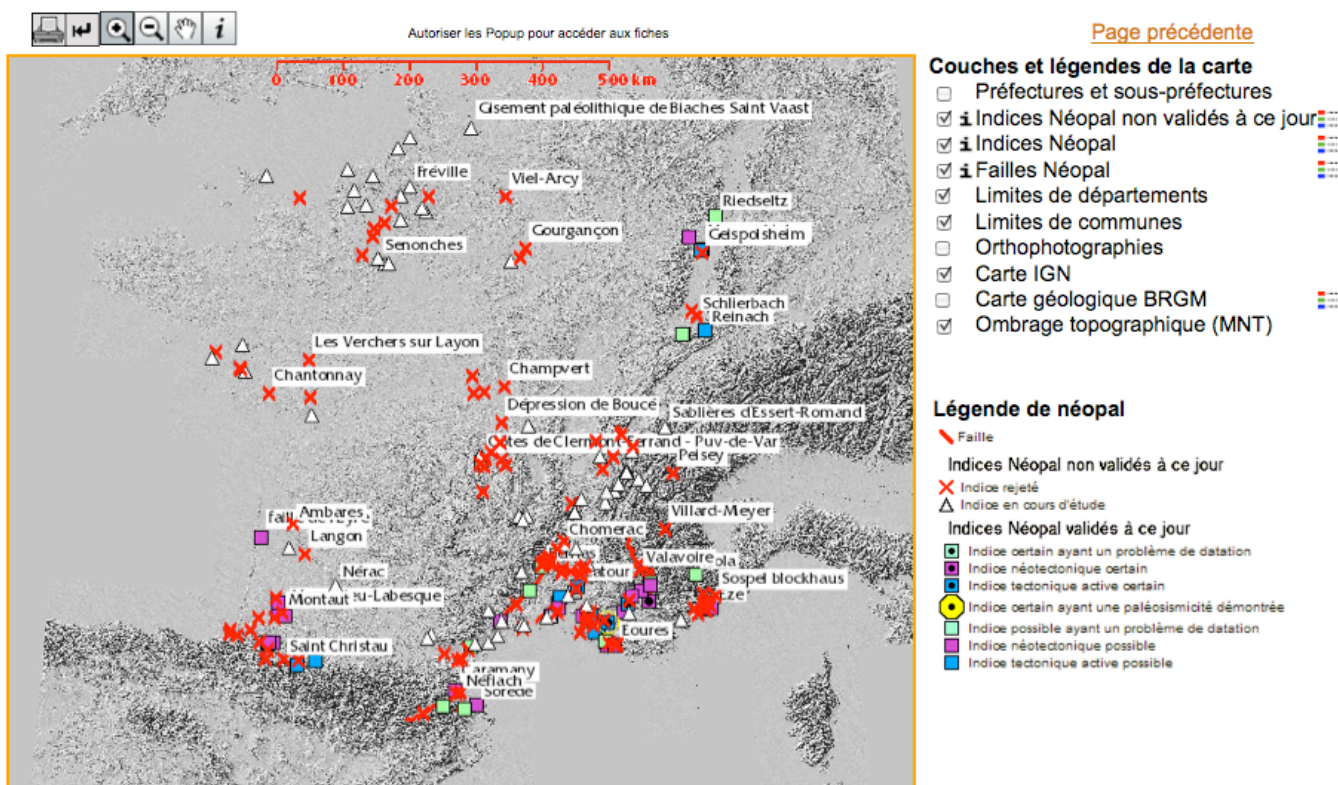 Autoriser les Popup pour accéder aux fiches
Page précédente
0 100 200 300 400 500 km
Gisement paléolithique de Biaches Saint Vaast
Fréville
Viel-Arcy
Riedseltz
Geispolsheim
Gourgançon
Senonches
Schlierbach
Reinach
Les Verchers sur Layon
Chantonnay
Champvert
Dépression de Boucé
Sablières d'Essert-Romand
Clermont-Ferrand - Puy-de-Var
Peisey
Ambares
Langon
Villard-Meyer
Chomerac
Valavoire
Nérac
Montaut
Sospel blockhaus
Eoures
Saint Christau
Caramany
Néfiach
Sorède
Couches et légendes de la carte
Préfectures et sous-préfectures
i Indices Néopal non validés à ce jour
i Indices Néopal
i Failles Néopal
Limites de départements
Limites de communes
Orthophotographies
Carte IGN
Carte géologique BRGM
Ombrage topographique (MNT)
Légende de néopal
Faille
Indices Néopal non validés à ce jour
Indice rejeté
Indice en cours d'étude
Indices Néopal validés à ce jour
Indice certain ayant un problème de datation
Indice néotectonique certain
Indice tectonique active certain
Indice certain ayant une paléosismicité démontrée
Indice possible ayant un problème de datation
Indice néotectonique possible
Indice tectonique active possible